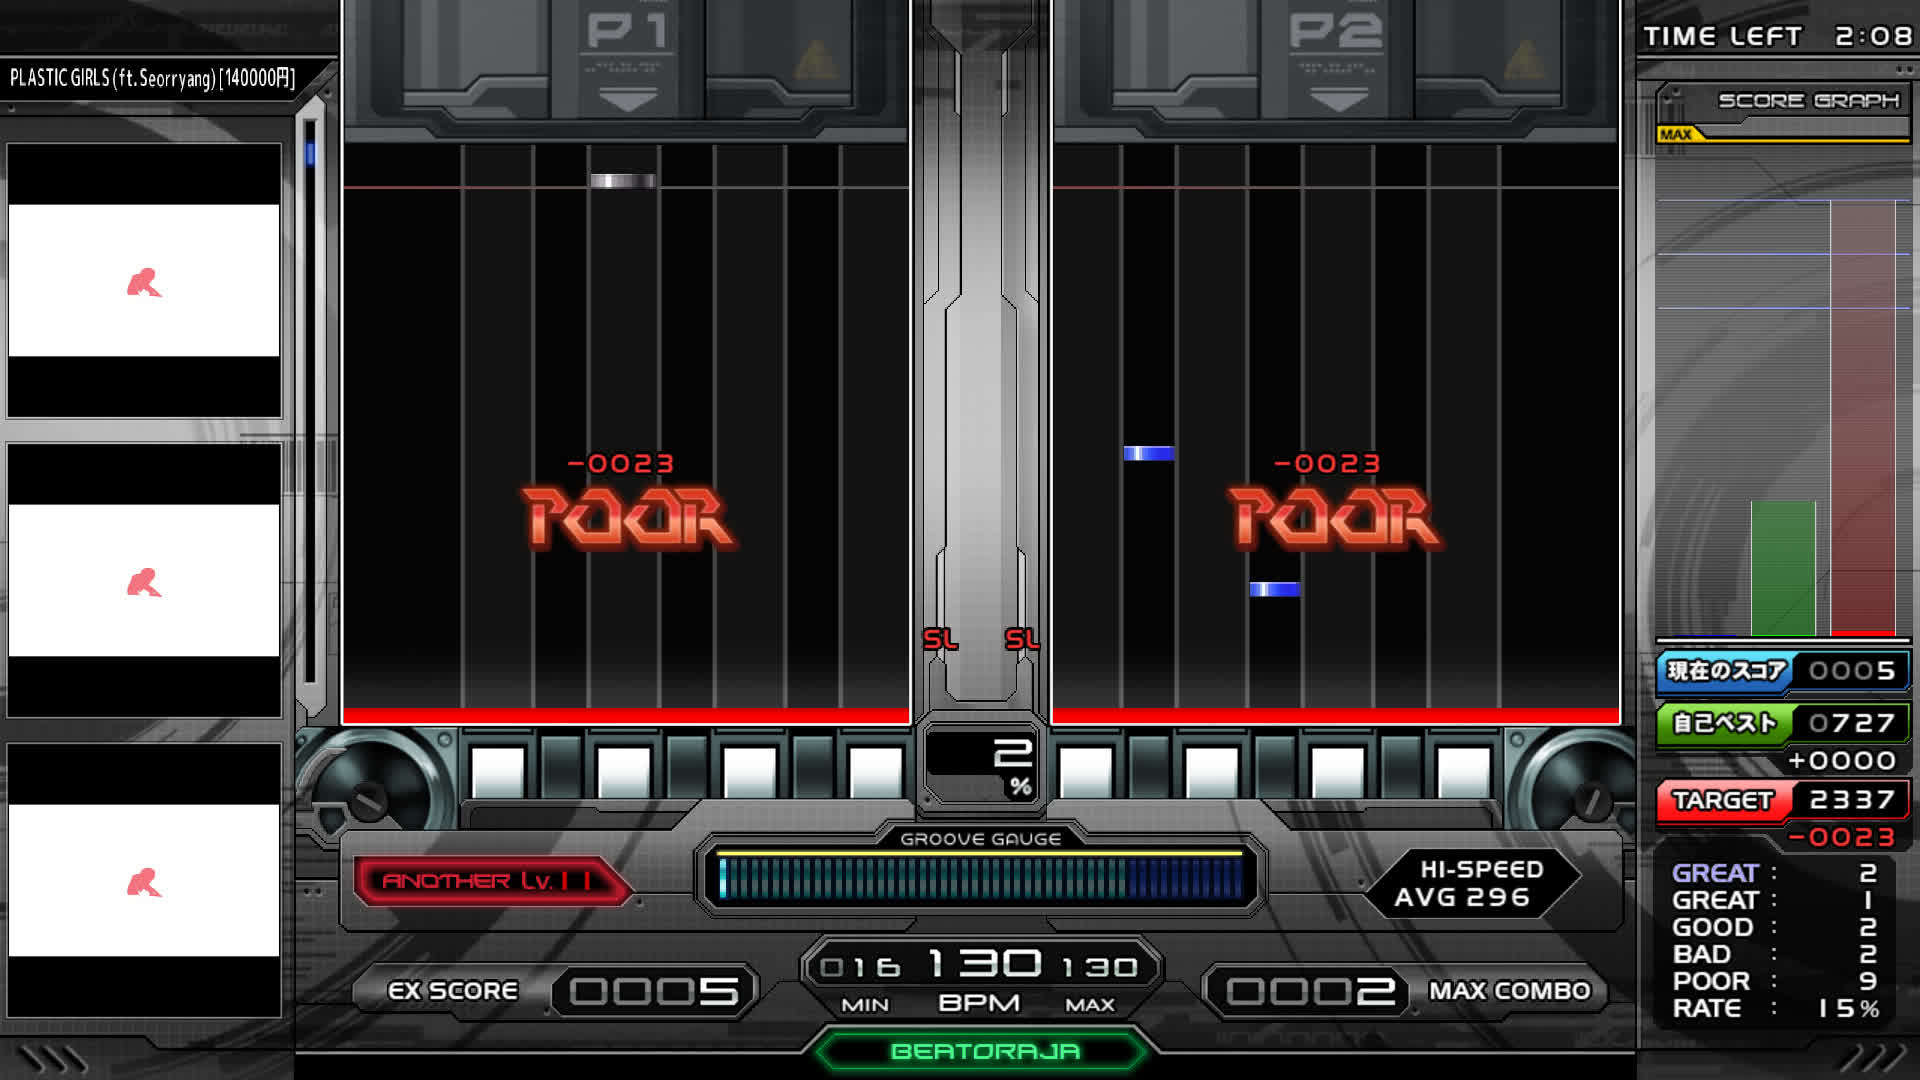 PLASTIC GIRLS (ft. Seorryang) [140000円]
P1
P2
TIME LEFT 2:08
SCORE GRAPH
MAX
-0023
POOR
-0023
POOR
SL SL
2
%
現在のスコア 0005
自己ベスト 0727
+0000
TARGET 2337
-0023
GROOVE GAUGE
ANOTHER Lv.11
HI-SPEED
AVG 296
GREAT : 2
GREAT : 1
GOOD : 2
BAD : 2
POOR : 9
RATE : 15%
EX SCORE 0005
016 130 130
MIN BPM MAX
0002 MAX COMBO
BEATORAJA